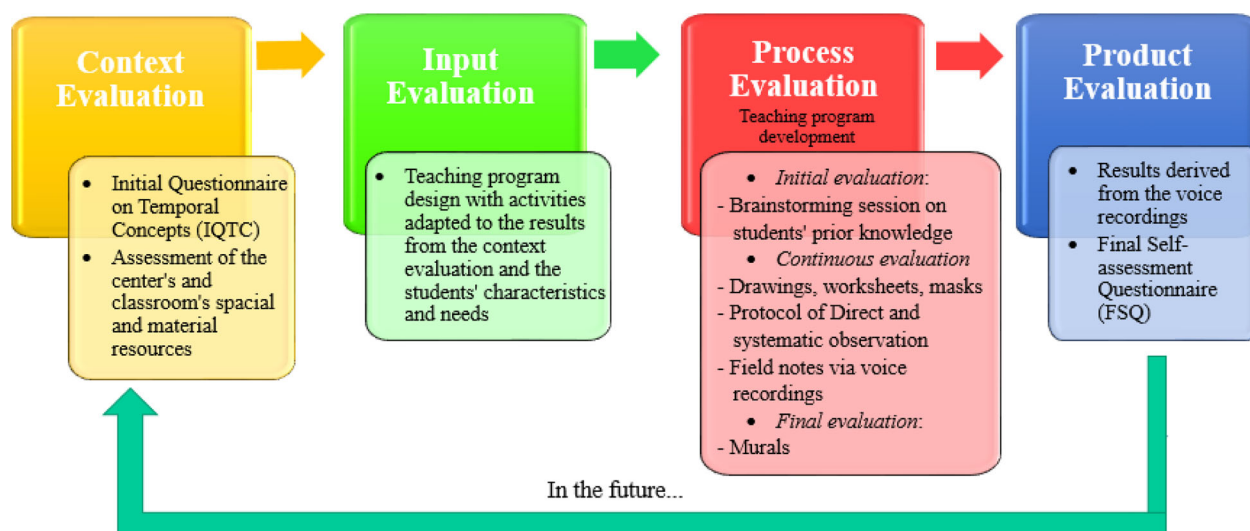 Context
Evaluation
• Initial Questionnaire
on Temporal
Concepts (IQTC)
• Assessment of the
center's and
classroom's spacial
and material
resources
Input
Evaluation
• Teaching program
design with activities
adapted to the results
from the context
evaluation and the
students' characteristics
and needs
Process
Evaluation
Teaching program
development
• Initial evaluation:
- Brainstorming session on
students' prior knowledge
• Continuous evaluation
- Drawings, worksheets, masks
- Protocol of Direct and
systematic observation
- Field notes via voice
recordings
• Final evaluation:
- Murals
Product
Evaluation
• Results derived
from the voice
recordings
• Final Self-
assessment
Questionnaire
(FSQ)
In the future...